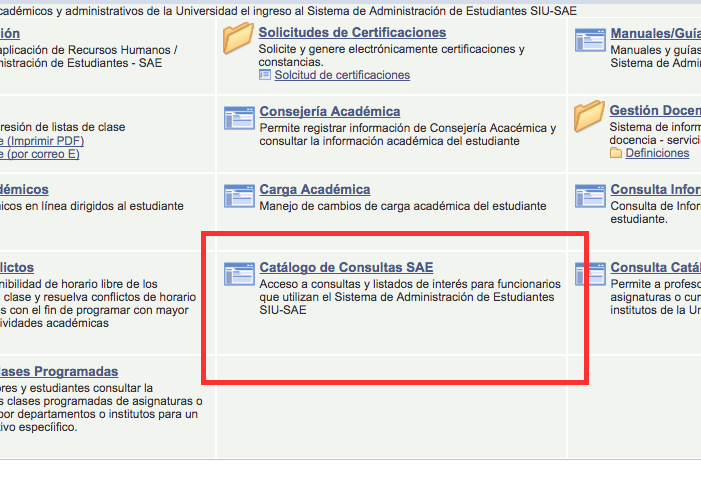 cadémicos y administrativos de la Universidad el ingreso al Sistema de Administración de Estudiantes SIU-SAE
ión
aplicación de Recursos Humanos /
nistración de Estudiantes - SAE
Solicitudes de Certificaciones
Solicite y genere electrónicamente certificaciones y
constancias.
Solcitud de certificaciones
Manuales/Guía
Manuales y guías
Sistema de Admi
resión de listas de clase
e (Imprimir PDF)
e (por correo E)
Consejería Académica
Permite registrar información de Consejería Acacémica y
consultar la información académica del estudiante
Gestión Docen
Sistema de inform
docencia - servici
Definiciones
démicos
nicos en línea dirigidos al estudiante
Carga Académica
Manejo de cambios de carga académica del estudiante
Consulta Infor
Consulta de Infor
estudiante.
lictos
nibilidad de horario libre de los
clase y resuelva conflictos de horario
s con el fin de programar con mayor
ividades académicas
Catálogo de Consultas SAE
Acceso a consultas y listados de interés para funcionarios
que utilizan el Sistema de Administración de Estudiantes
SIU-SAE
Consulta Catál
Permite a profeso
asignaturas o cur
institutos de la Un
lases Programadas
ores y estudiantes consultar la
s clases programadas de asignaturas o
por departamentos o institutos para un
tivo especíifico.